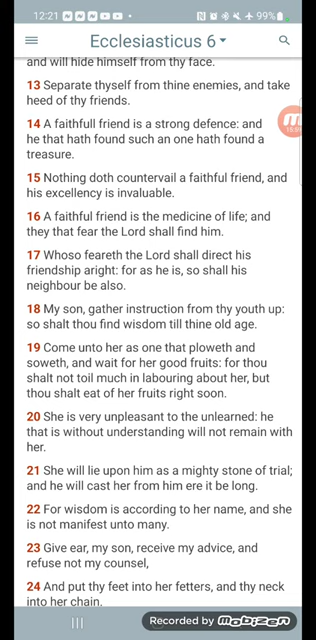 12:21
99%
Ecclesiasticus 6
and will hide himself from thy face.
13 Separate thyself from thine enemies, and take
heed of thy friends.
14 A faithfull friend is a strong defence: and
he that hath found such an one hath found a
treasure.
15 Nothing doth countervail a faithful friend, and
his excellency is invaluable.
16 A faithful friend is the medicine of life; and
they that fear the Lord shall find him.
17 Whoso feareth the Lord shall direct his
friendship aright: for as he is, so shall his
neighbour be also.
18 My son, gather instruction from thy youth up:
so shalt thou find wisdom till thine old age.
19 Come unto her as one that ploweth and
soweth, and wait for her good fruits: for thou
shalt not toil much in labouring about her, but
thou shalt eat of her fruits right soon.
20 She is very unpleasant to the unlearned: he
that is without understanding will not remain with
her.
21 She will lie upon him as a mighty stone of trial;
and he will cast her from him ere it be long.
22 For wisdom is according to her name, and she
is not manifest unto many.
23 Give ear, my son, receive my advice, and
refuse not my counsel,
24 And put thy feet into her fetters, and thy neck
into her chain.
Recorded by mobizen